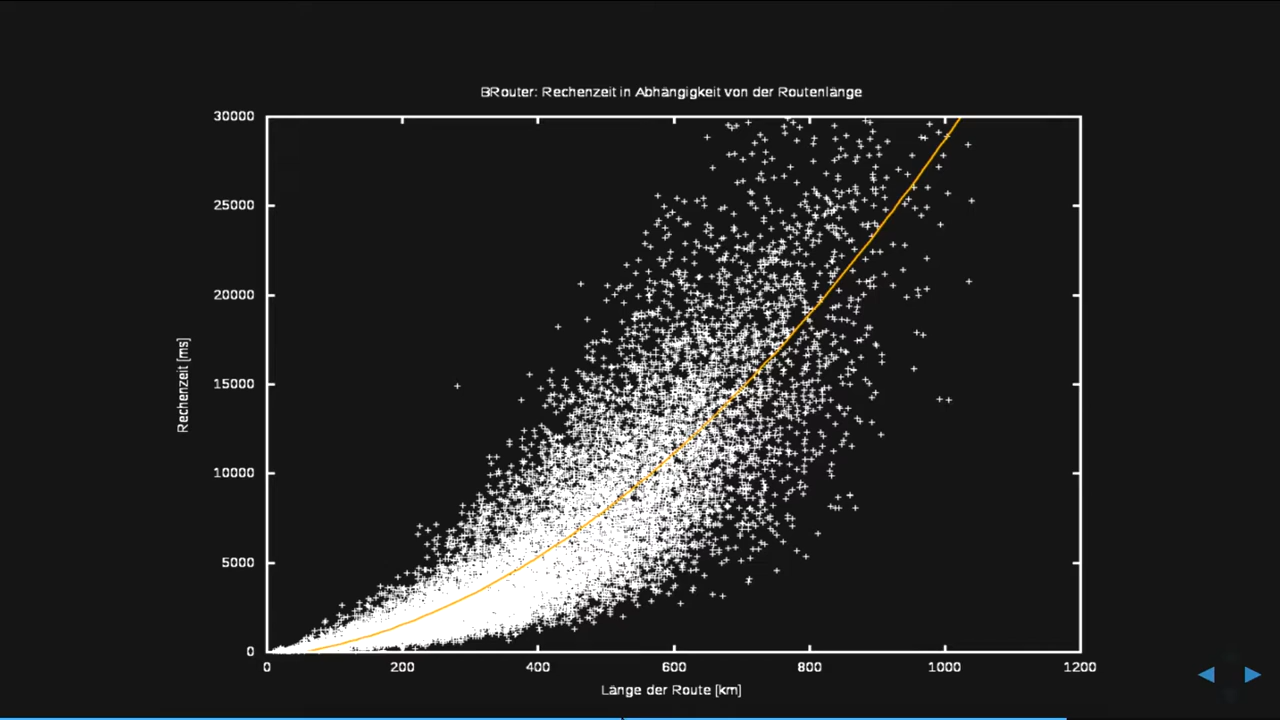 BRouter: Rechenzeit in Abhängigkeit von der Routenlänge
30000
25000
20000
15000
10000
5000
0
Rechenzeit [ms]
0 200 400 600 800 1000 1200
Länge der Route [km]